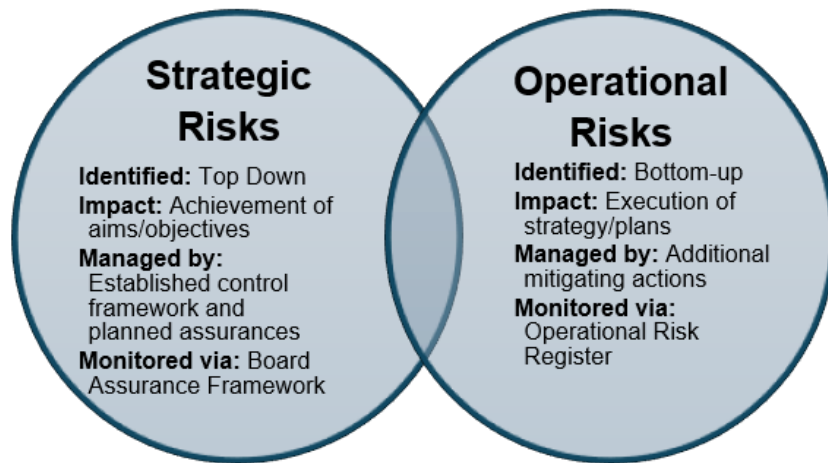 Strategic
Risks
Identified: Top Down
Impact: Achievement of
aims/objectives
Managed by:
Established control
framework and
planned assurances
Monitored via: Board
Assurance Framework
Operational
Risks
Identified: Bottom-up
Impact: Execution of
strategy/plans
Managed by: Additional
mitigating actions
Monitored via:
Operational Risk
Register